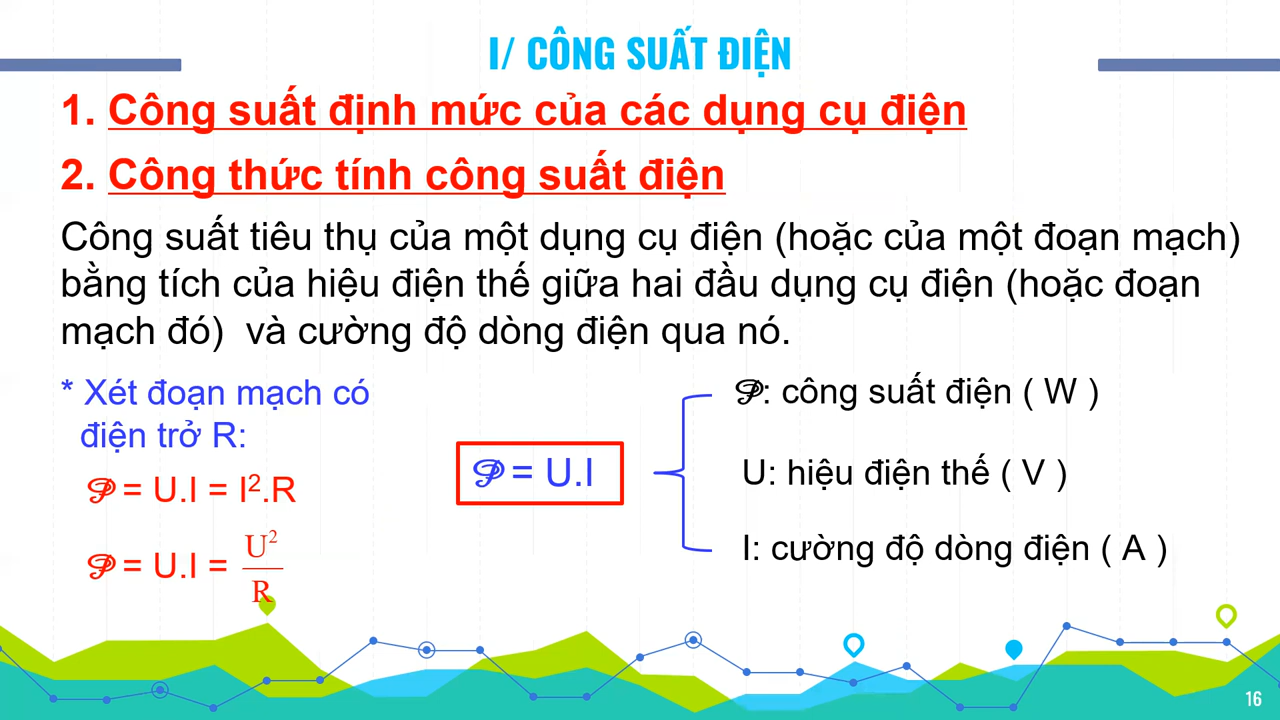 I/ CÔNG SUẤT ĐIỆN
1. Công suất định mức của các dụng cụ điện
2. Công thức tính công suất điện
Công suất tiêu thụ của một dụng cụ điện (hoặc của một đoạn mạch)
bằng tích của hiệu điện thế giữa hai đầu dụng cụ điện (hoặc đoạn
mạch đó) và cường độ dòng điện qua nó.
* Xét đoạn mạch có
điện trở R:
𝒫 = U.I = I².R
𝒫 = U.I = U²/R
𝒫 = U.I
𝒫: công suất điện ( W )
U: hiệu điện thế ( V )
I: cường độ dòng điện ( A )
16